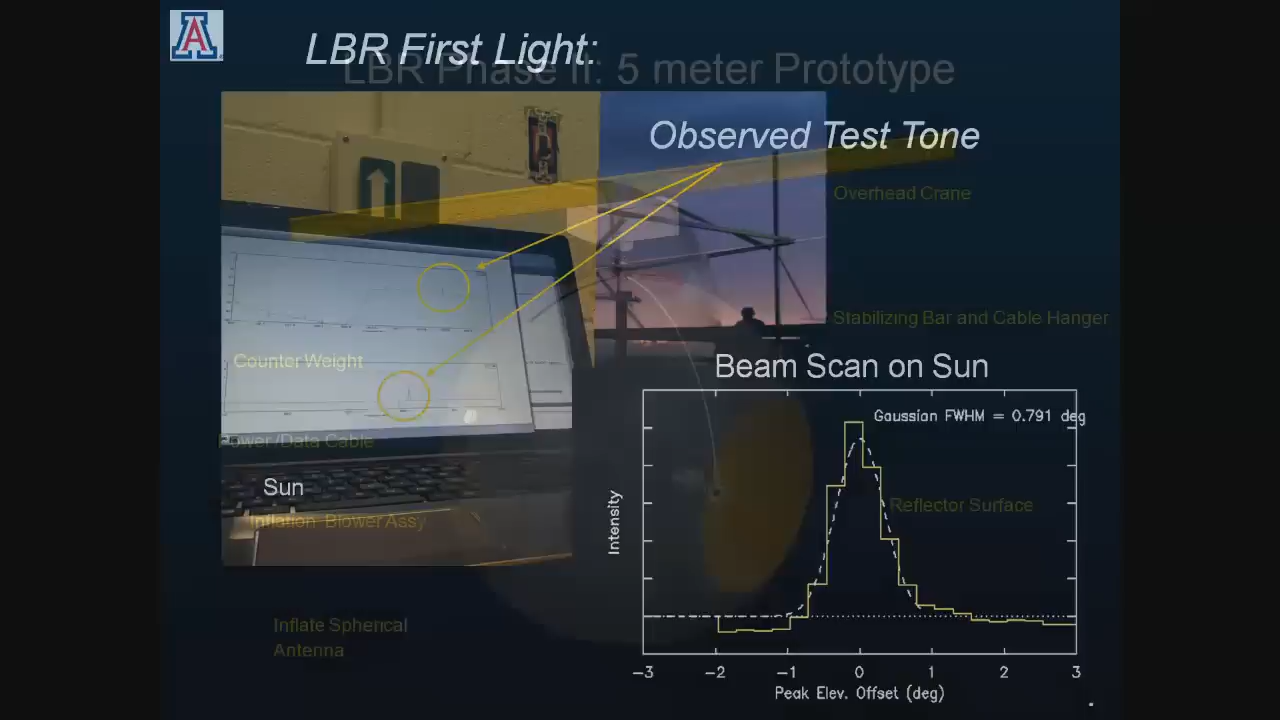 A
LBR First Light:
LBR Phase II: 5 meter Prototype
Observed Test Tone
Overhead Crane
Stabilizing Bar and Cable Hanger
Counter Weight
Beam Scan on Sun
Gaussian FWHM = 0.791 deg
Power/Data Cable
Sun
Inflation Blower Assy
Reflector Surface
Intensity
Inflate Spherical
Antenna
−3 −2 −1 0 1 2 3
Peak Elev. Offset (deg)